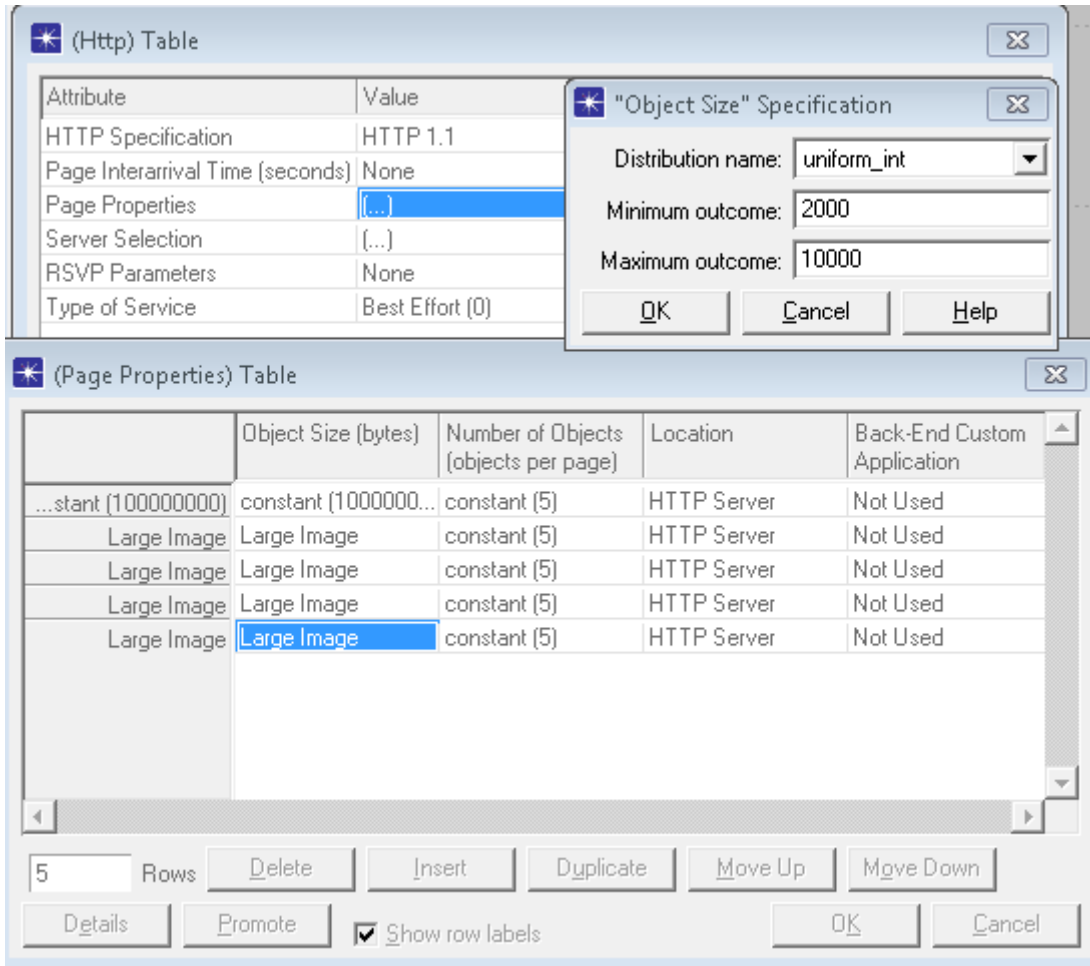 (Http) Table
Attribute Value
HTTP Specification HTTP 1.1
Page Interarrival Time (seconds) None
Page Properties (...)
Server Selection (...)
RSVP Parameters None
Type of Service Best Effort (0)
"Object Size" Specification
Distribution name: uniform_int
Minimum outcome: 2000
Maximum outcome: 10000
OK Cancel Help
(Page Properties) Table
Object Size (bytes) Number of Objects Location Back-End Custom
(objects per page) Application
...stant (100000000) constant (1000000... constant (5) HTTP Server Not Used
Large Image Large Image constant (5) HTTP Server Not Used
Large Image Large Image constant (5) HTTP Server Not Used
Large Image Large Image constant (5) HTTP Server Not Used
Large Image Large Image constant (5) HTTP Server Not Used
5 Rows Delete Insert Duplicate Move Up Move Down
Details Promote Show row labels OK Cancel